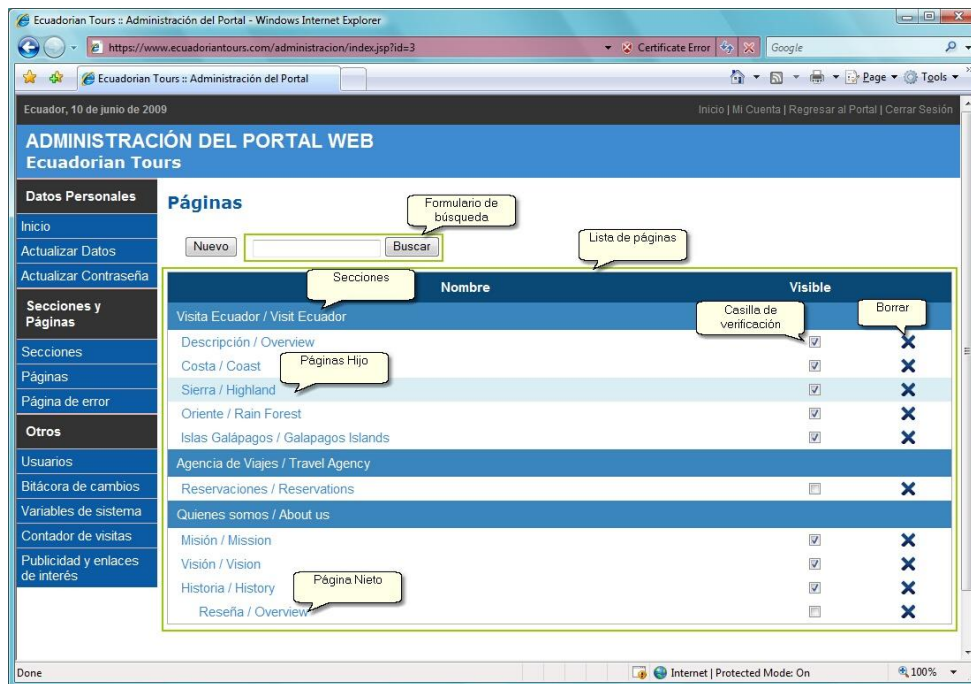 Ecuadorian Tours :: Administración del Portal - Windows Internet Explorer
https://www.ecuadoriantours.com/administracion/index.jsp?id=3
Certificate Error
Google
Ecuadorian Tours :: Administración del Portal
Page
Tools
Ecuador, 10 de junio de 2009
Inicio | Mi Cuenta | Regresar al Portal | Cerrar Sesión
ADMINISTRACIÓN DEL PORTAL WEB
Ecuadorian Tours
Datos Personales
Inicio
Actualizar Datos
Actualizar Contraseña
Secciones y
Páginas
Secciones
Páginas
Página de error
Otros
Usuarios
Bitácora de cambios
Variables de sistema
Contador de visitas
Publicidad y enlaces
de interés
Páginas
Formulario de
búsqueda
Nuevo
Buscar
Lista de páginas
Secciones
Nombre
Visible
Visita Ecuador / Visit Ecuador
Casilla de
verificación
Borrar
Descripción / Overview
Costa / Coast
Páginas Hijo
Sierra / Highland
Oriente / Rain Forest
Islas Galápagos / Galapagos Islands
Agencia de Viajes / Travel Agency
Reservaciones / Reservations
Quienes somos / About us
Misión / Mission
Visión / Vision
Historia / History
Página Nieto
Reseña / Overview
Done
Internet | Protected Mode: On
100%